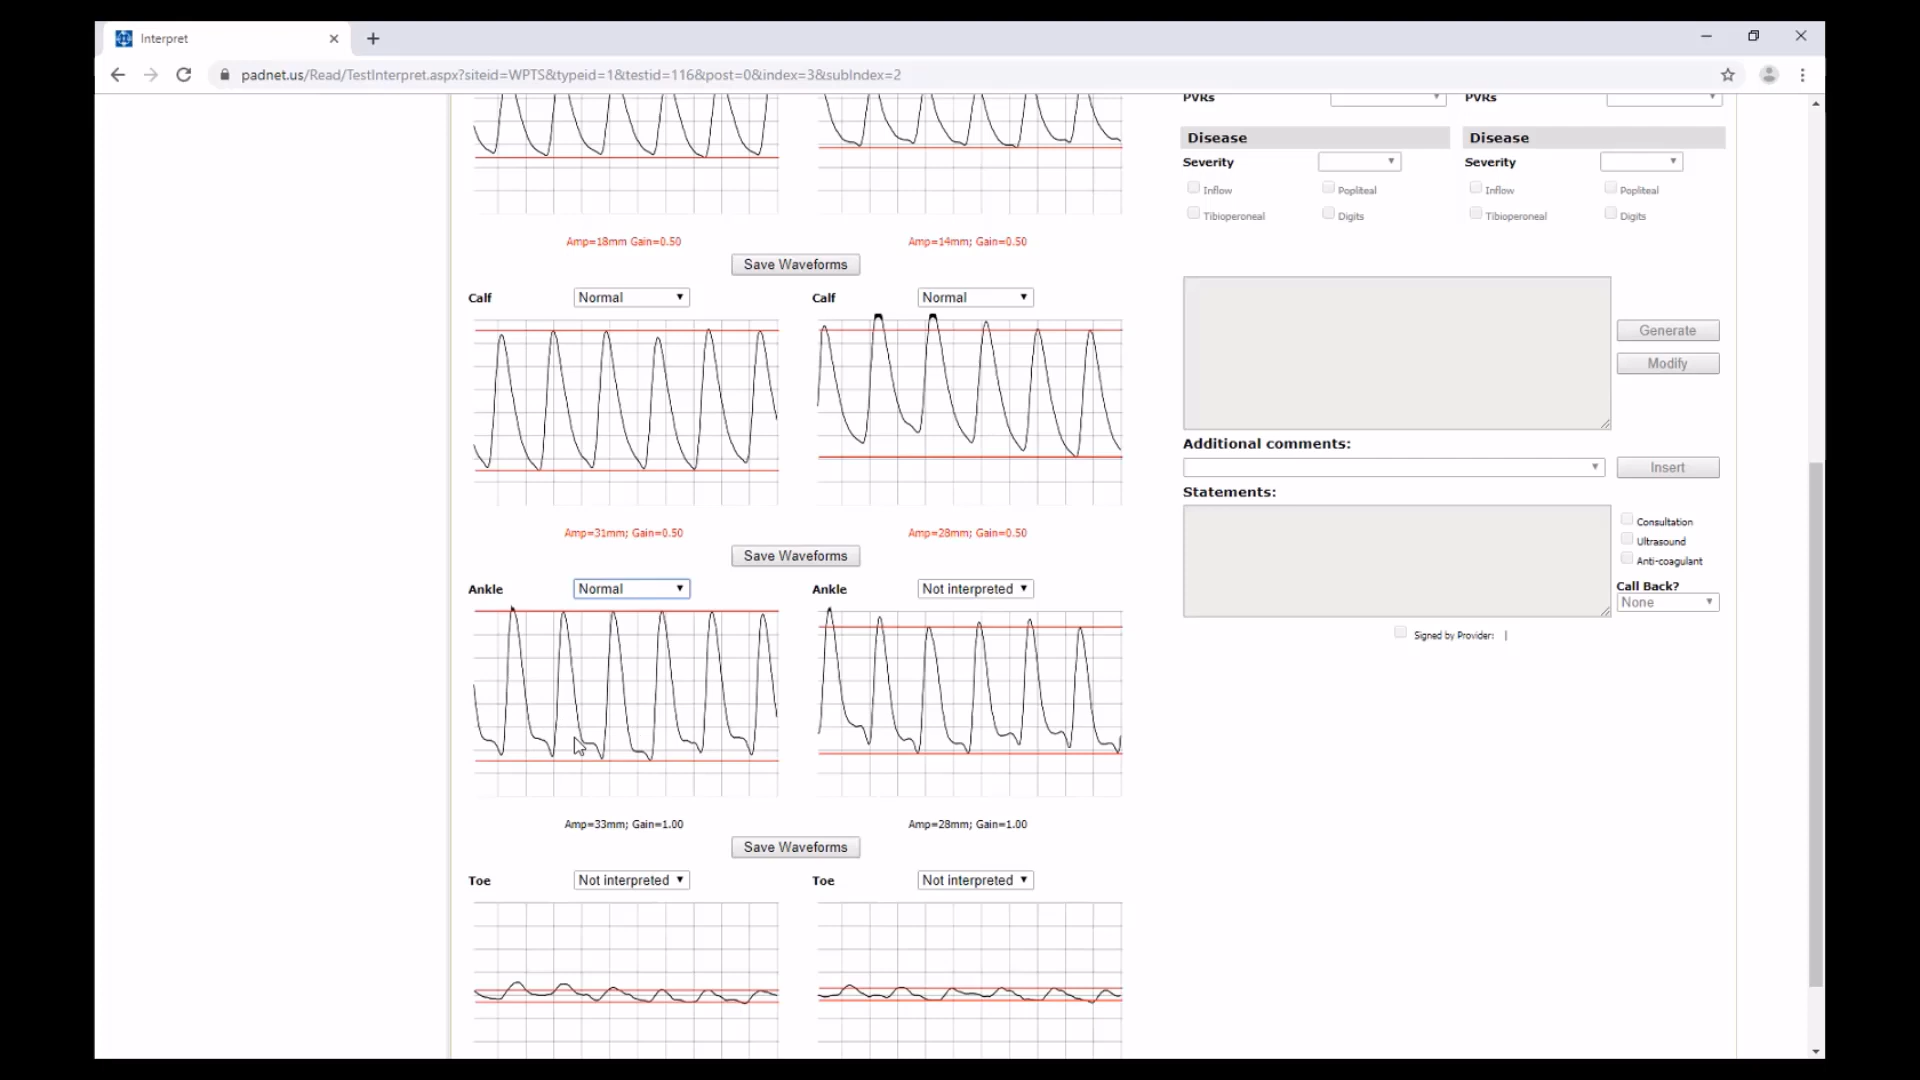 Interpret
padnet.us/Read/TestInterpret.aspx?siteid=WPTS&typeid=1&testid=116&post=0&index=3&subIndex=2
PVRs PVRs
Disease Disease
Severity Severity
Inflow Popliteal Inflow Popliteal
Tibioperoneal Digits Tibioperoneal Digits
Amp=18mm Gain=0.50 Amp=14mm; Gain=0.50
Save Waveforms
Calf Normal Calf Normal
Generate
Modify
Additional comments:
Insert
Statements:
Consultation
Ultrasound
Anti-coagulant
Call Back?
None
Signed by Provider: |
Amp=31mm; Gain=0.50 Amp=28mm; Gain=0.50
Save Waveforms
Ankle Normal Ankle Not interpreted
Amp=33mm; Gain=1.00 Amp=28mm; Gain=1.00
Save Waveforms
Toe Not interpreted Toe Not interpreted